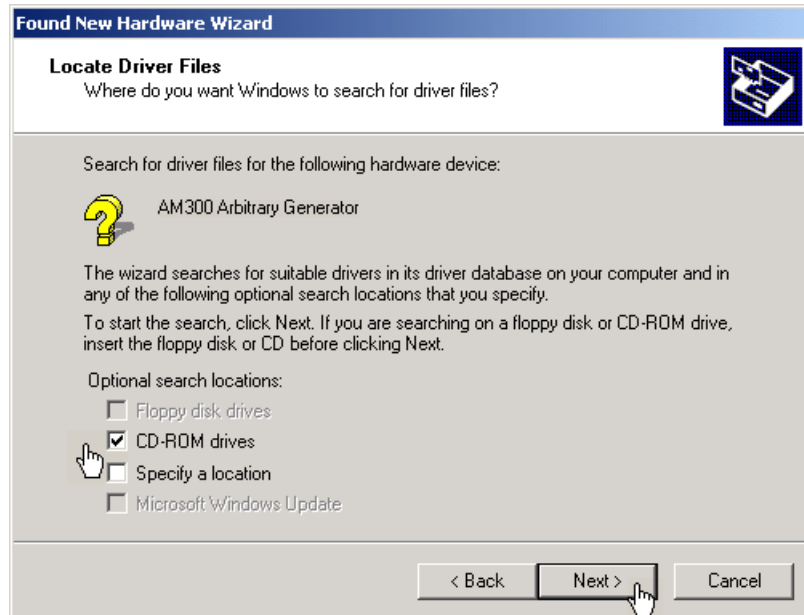 Found New Hardware Wizard
Locate Driver Files
Where do you want Windows to search for driver files?
Search for driver files for the following hardware device:
AM300 Arbitrary Generator
The wizard searches for suitable drivers in its driver database on your computer and in
any of the following optional search locations that you specify.
To start the search, click Next. If you are searching on a floppy disk or CD-ROM drive,
insert the floppy disk or CD before clicking Next.
Optional search locations:
Floppy disk drives
CD-ROM drives
Specify a location
Microsoft Windows Update
< Back
Next >
Cancel